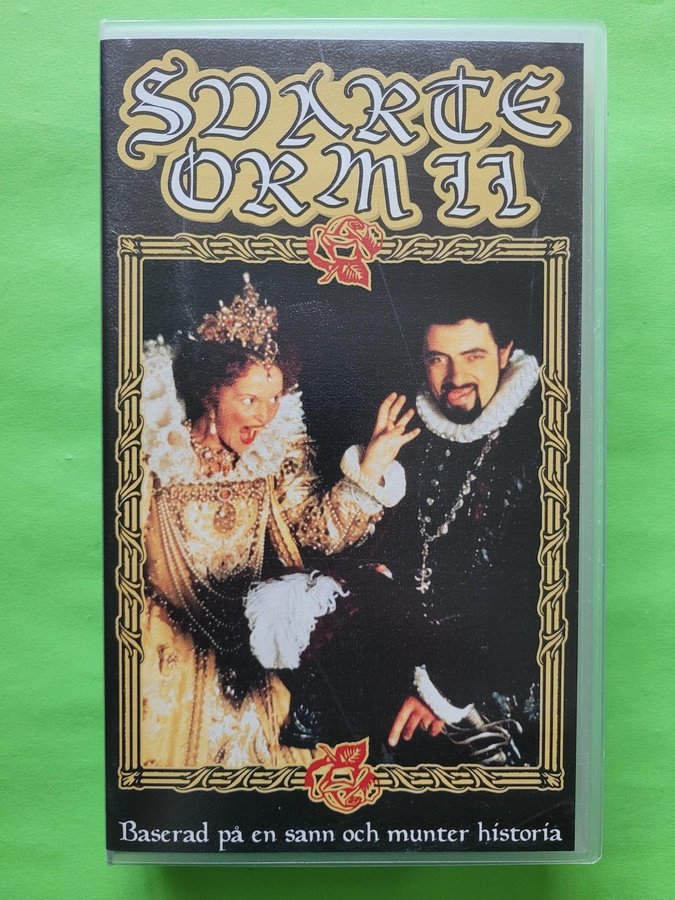 SVARTE
ORM II
Baserad på en sann och munter historia